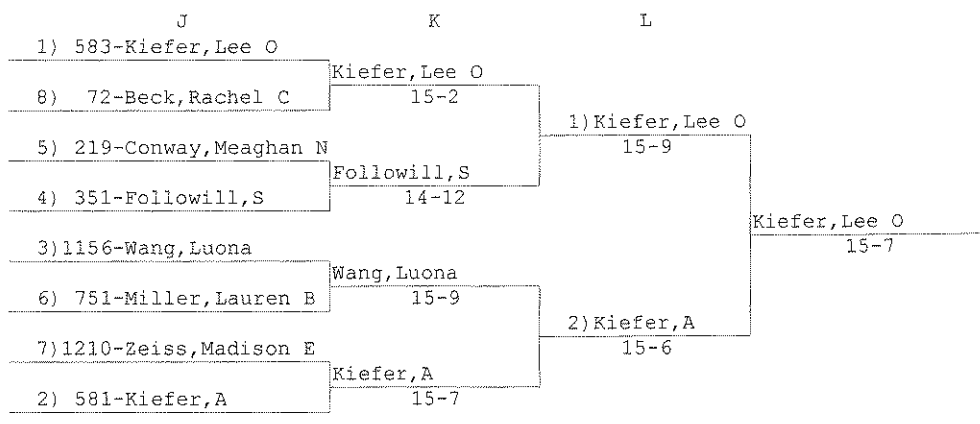 J K L
1) 583-Kiefer,Lee O
Kiefer,Lee O
8) 72-Beck,Rachel C
15-2
1)Kiefer,Lee O
5) 219-Conway,Meaghan N
15-9
Followill,S
4) 351-Followill,S
14-12
Kiefer,Lee O
3)1156-Wang,Luona
15-7
Wang,Luona
6) 751-Miller,Lauren B
15-9
2)Kiefer,A
7)1210-Zeiss,Madison E
15-6
Kiefer,A
2) 581-Kiefer,A
15-7